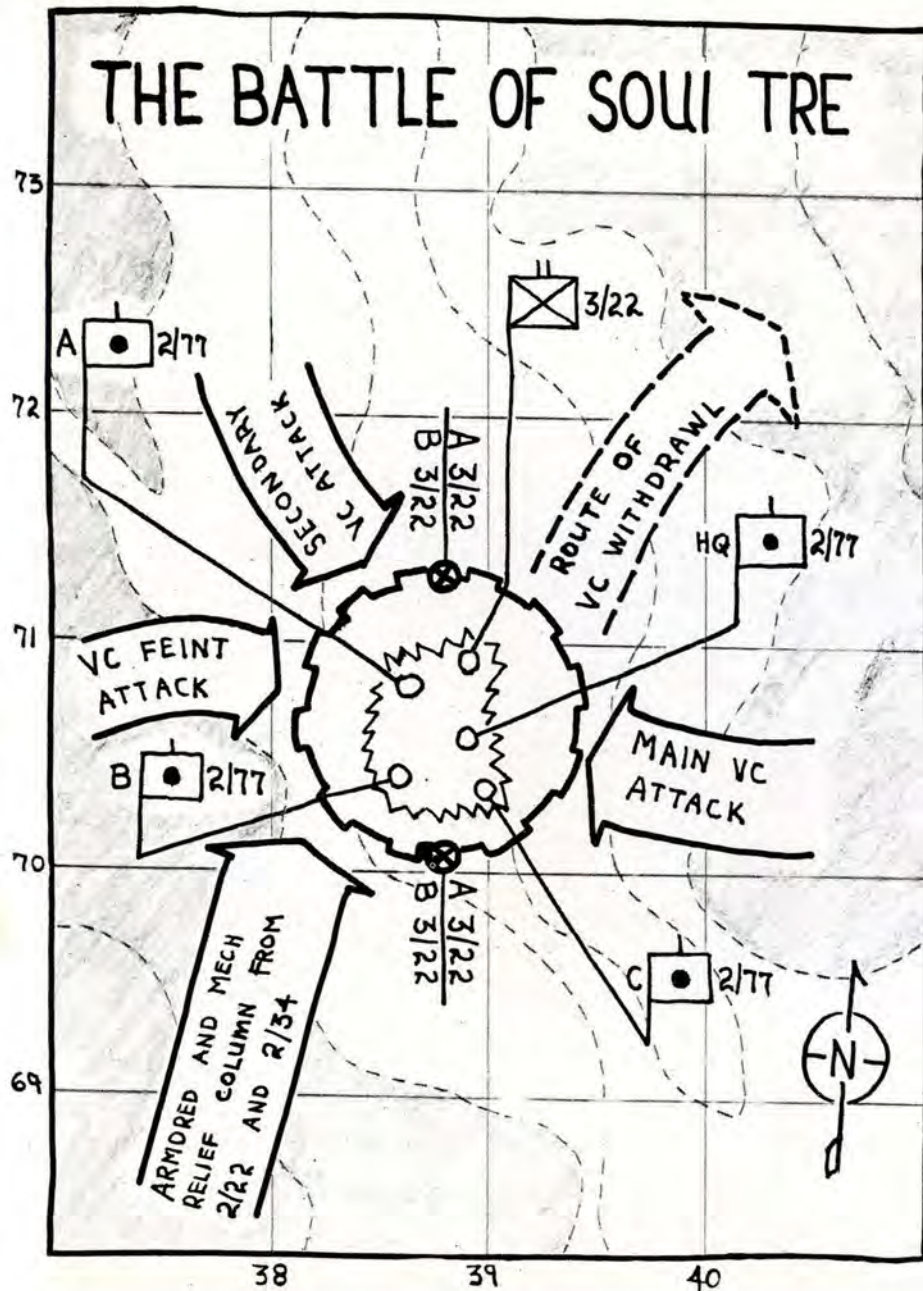 THE BATTLE OF SOUI TRE
73
3/22
A 2/77
72
SECONDARY
VC ATTACK
A 3/22
B 3/22
ROUTE OF
VC WITHDRAWL
HQ 2/77
71
VC FEINT
ATTACK
MAIN VC
ATTACK
B 2/77
70
A 3/22
B 3/22
ARMORED AND MECH
RELIEF COLUMN FROM
2/22 AND 2/34
C 2/77
N
69
38 39 40